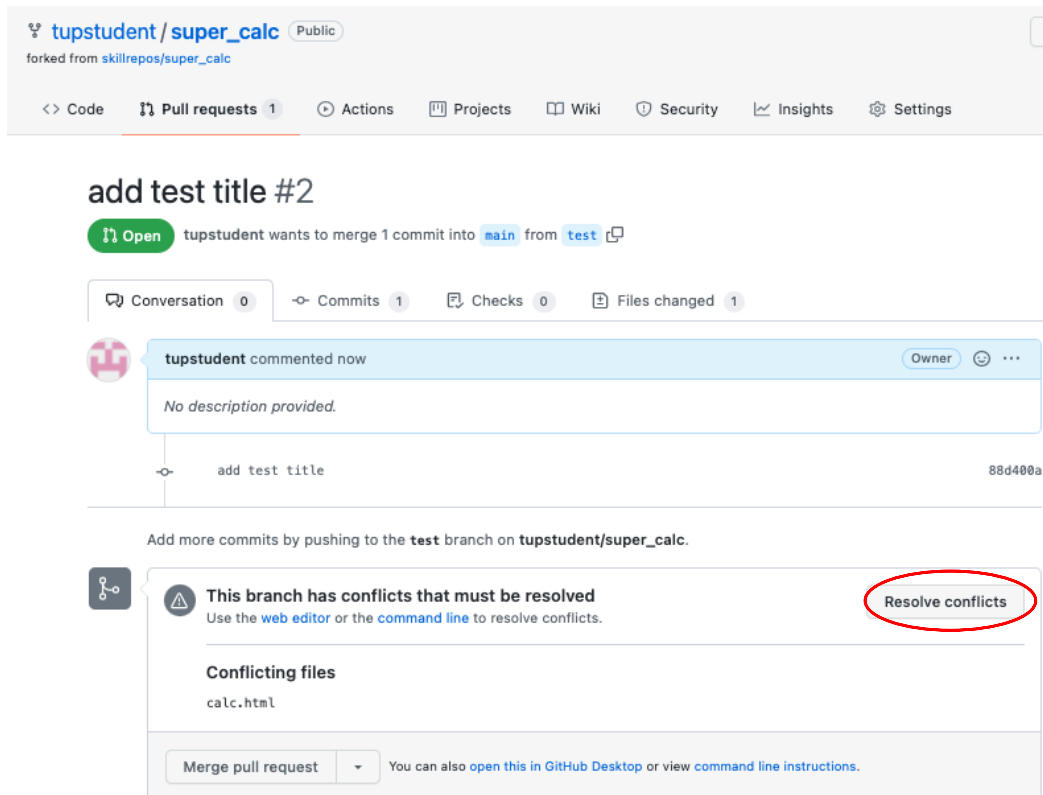 tupstudent / super_calc Public
forked from skillrepos/super_calc
<> Code Pull requests 1 Actions Projects Wiki Security Insights Settings
add test title #2
Open tupstudent wants to merge 1 commit into main from test
Conversation 0 Commits 1 Checks 0 Files changed 1
tupstudent commented now Owner ...
No description provided.
add test title 88d400a
Add more commits by pushing to the test branch on tupstudent/super_calc.
This branch has conflicts that must be resolved
Use the web editor or the command line to resolve conflicts.
Resolve conflicts
Conflicting files
calc.html
Merge pull request You can also open this in GitHub Desktop or view command line instructions.